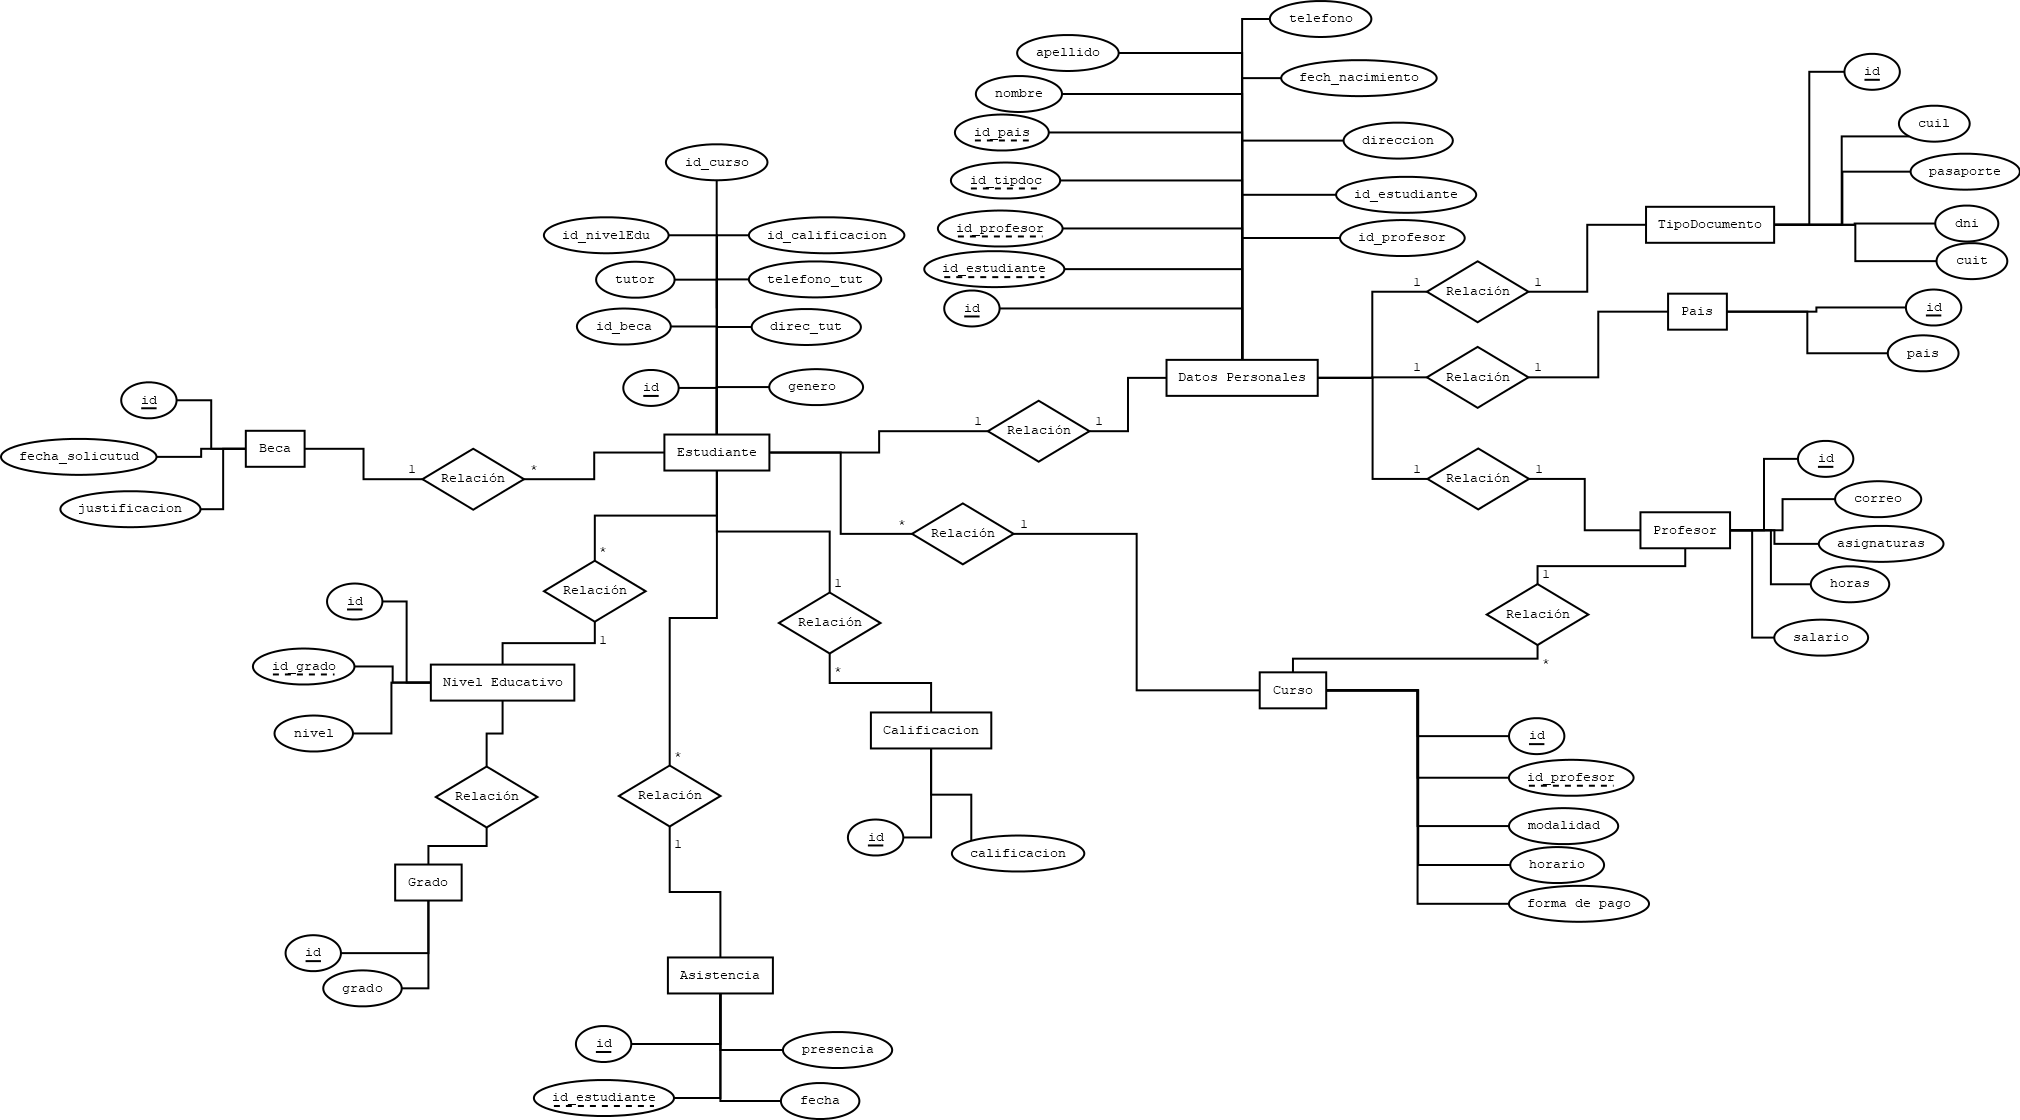 telefono
apellido
fech_nacimiento
nombre
id_pais
direccion
id_tipdoc
id_estudiante
id_profesor
id_profesor
id_estudiante
id
Datos Personales
id
cuil
pasaporte
TipoDocumento
dni
cuit
1
Relación
1
id
Pais
pais
1
Relación
1
id_curso
id_nivelEdu
id_calificacion
tutor
telefono_tut
id_beca
direc_tut
id
genero
Estudiante
1
Relación
1
id
Beca
fecha_solicutud
justificacion
1
Relación
*
1
Relación
1
id
correo
Profesor
asignaturas
horas
salario
*
Relación
1
1
Relación
*
Curso
id
id_profesor
modalidad
horario
forma de pago
*
Relación
1
1
Relación
*
id
id_grado
Nivel Educativo
nivel
Calificacion
id
calificacion
Relación
*
Relación
1
Grado
id
grado
Asistencia
id
presencia
id_estudiante
fecha